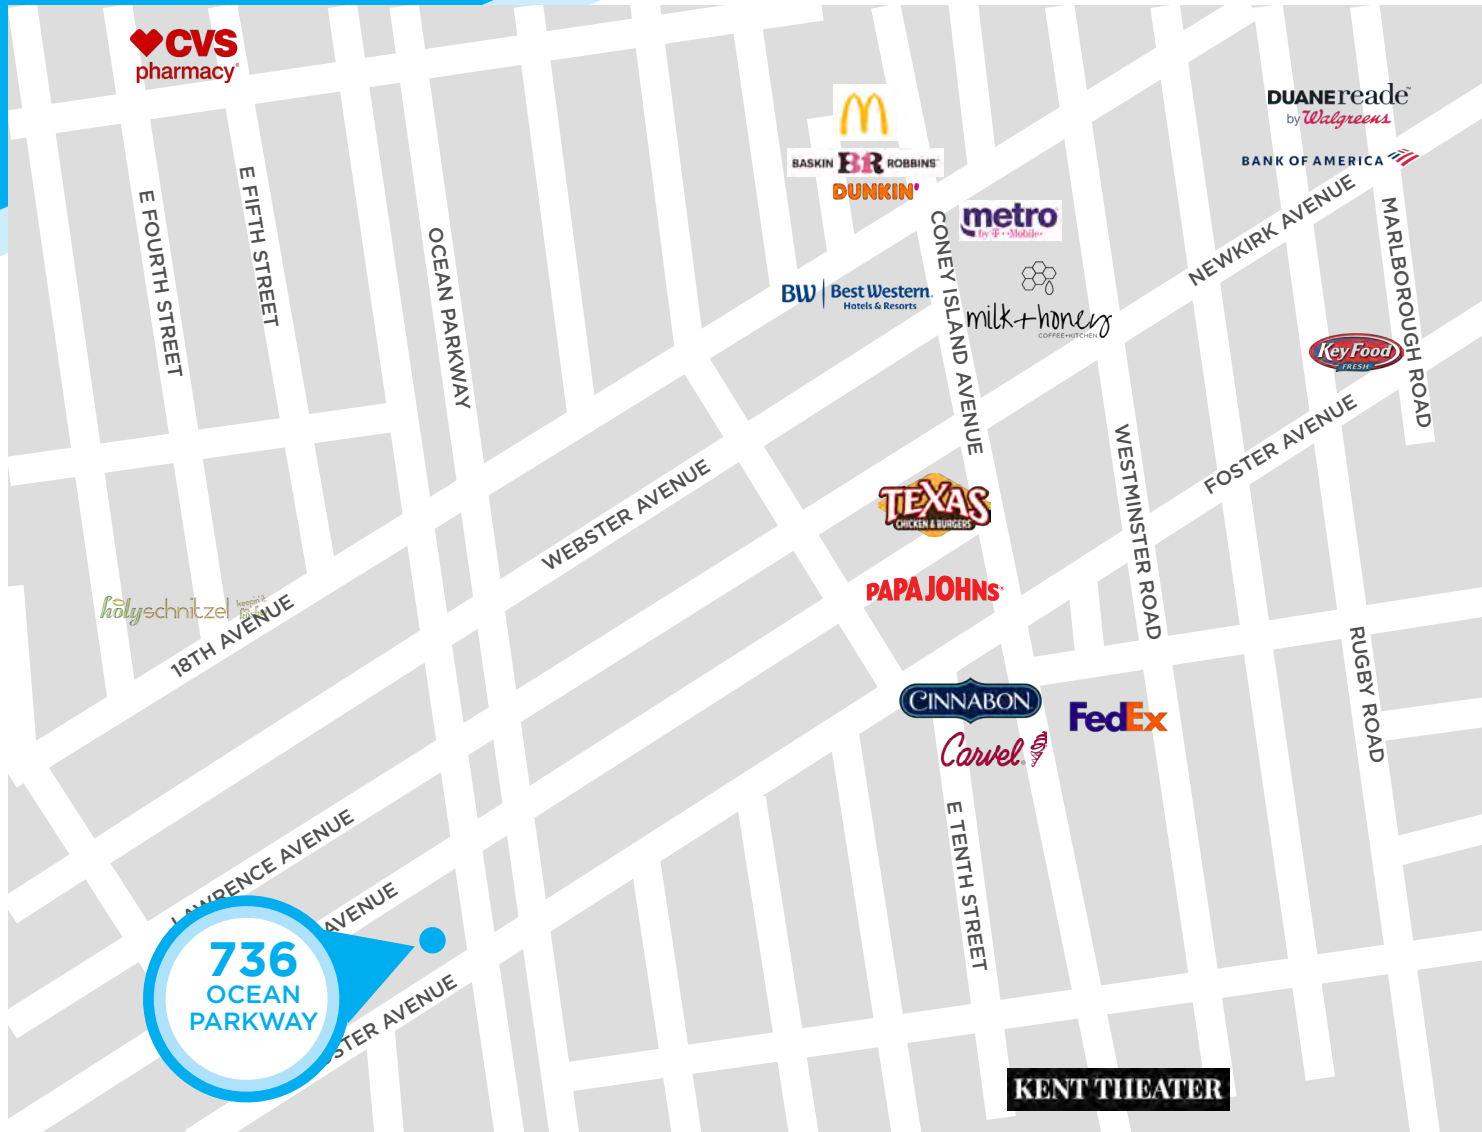 CVS
pharmacy
DUANE reade
by Walgreens
BASKIN BR ROBBINS
BANK OF AMERICA
DUNKIN'
E FIFTH STREET
E FOURTH STREET
OCEAN PARKWAY
CONEY ISLAND AVENUE
metro
by T-Mobile
NEWKIRK AVENUE
MARLBOROUGH ROAD
BW Best Western
Hotels & Resorts
milk+honey
COFFEE+KITCHEN
KeyFood
FRESH
FOSTER AVENUE
WEBSTER AVENUE
WESTMINSTER ROAD
TEXAS
CHICKEN & BURGERS
PAPA JOHNS
holyschnitzel
18TH AVENUE
RUGBY ROAD
CINNABON
FedEx
Carvel
E TENTH STREET
LAWRENCE AVENUE
AVENUE
736
OCEAN
PARKWAY
STER AVENUE
KENT THEATER